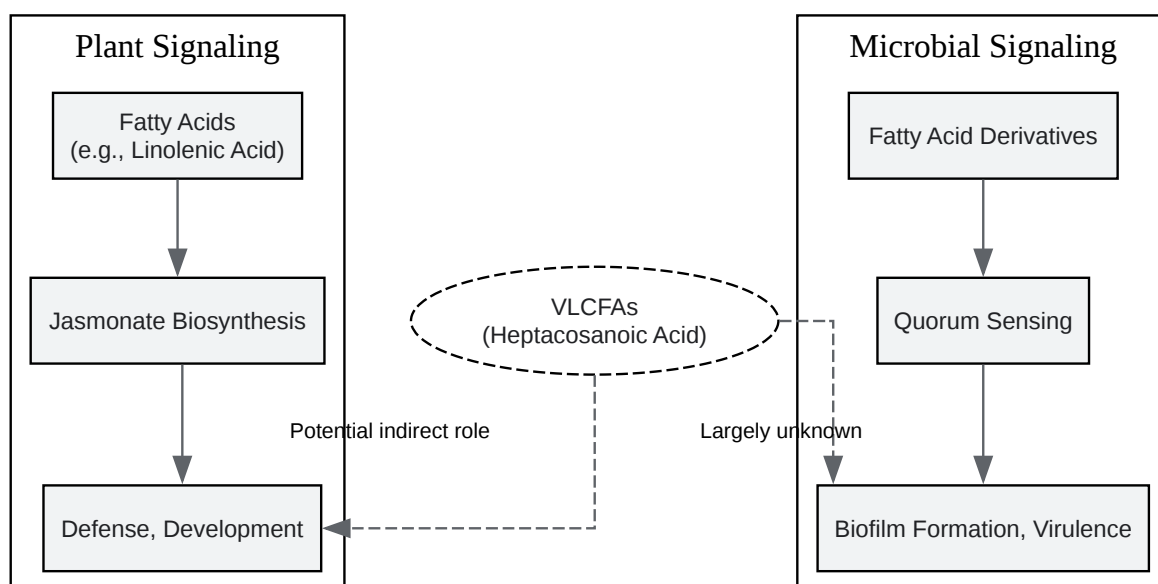 Plant Signaling
Fatty Acids
(e.g., Linolenic Acid)
Jasmonate Biosynthesis
Potential indirect role
Defense, Development
VLCFAs
(Heptacosanoic Acid)
Microbial Signaling
Fatty Acid Derivatives
Quorum Sensing
Largely unknown
Biofilm Formation, Virulence